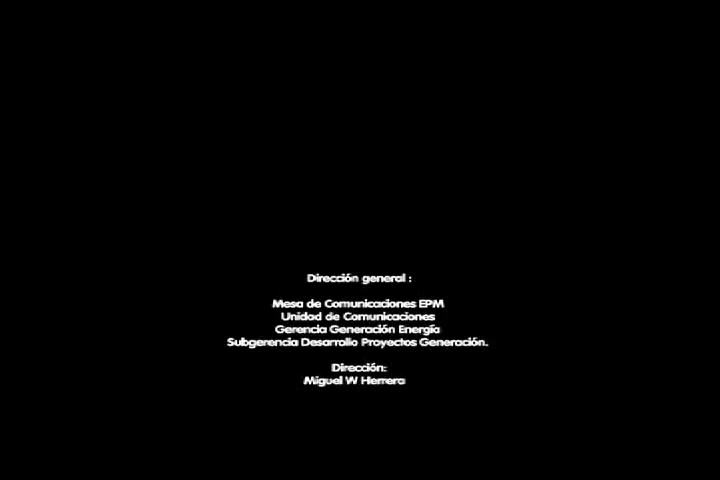 Dirección general :
Mesa de Comunicaciones EPM
Unidad de Comunicaciones
Gerencia Generación Energía
Subgerencia Desarrollo Proyectos Generación.
Dirección:
Miguel W Herrera